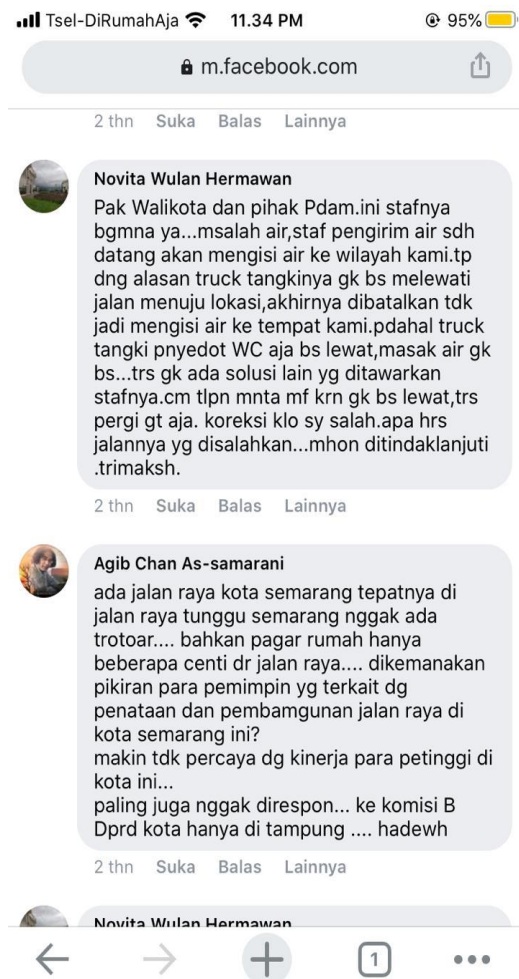 Tsel-DiRumahAja 11.34 PM 95%
m.facebook.com
2 thn Suka Balas Lainnya
Novita Wulan Hermawan
Pak Walikota dan pihak Pdam.ini stafnya
bgmna ya...msalah air,staf pengirim air sdh
datang akan mengisi air ke wilayah kami.tp
dng alasan truck tangkinya gk bs melewati
jalan menuju lokasi,akhirnya dibatalkan tdk
jadi mengisi air ke tempat kami.pdahal truck
tangki pnyedot WC aja bs lewat,masak air gk
bs...trs gk ada solusi lain yg ditawarkan
stafnya.cm tlpn mnta mf krn gk bs lewat,trs
pergi gt aja. koreksi klo sy salah.apa hrs
jalannya yg disalahkan...mhon ditindaklanjuti
.trimaksh.
2 thn Suka Balas Lainnya
Agib Chan As-samarani
ada jalan raya kota semarang tepatnya di
jalan raya tunggu semarang nggak ada
trotoar.... bahkan pagar rumah hanya
beberapa centi dr jalan raya.... dikemanakan
pikiran para pemimpin yg terkait dg
penataan dan pembamgunan jalan raya di
kota semarang ini?
makin tdk percaya dg kinerja para petinggi di
kota ini...
paling juga nggak direspon... ke komisi B
Dprd kota hanya di tampung .... hadewh
2 thn Suka Balas Lainnya
Novita Wulan Hermawan
1